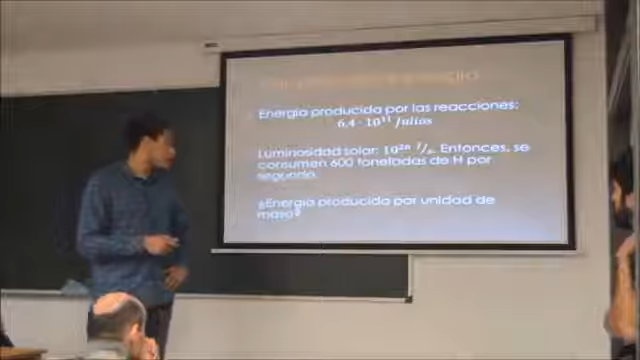 Energía producida por las reacciones:
6,4 · 10¹¹ Julios
Luminosidad solar: 10²⁶ J/s. Entonces, se
consumen 600 toneladas de H por
segundo.
¿Energía producida por unidad de
masa?